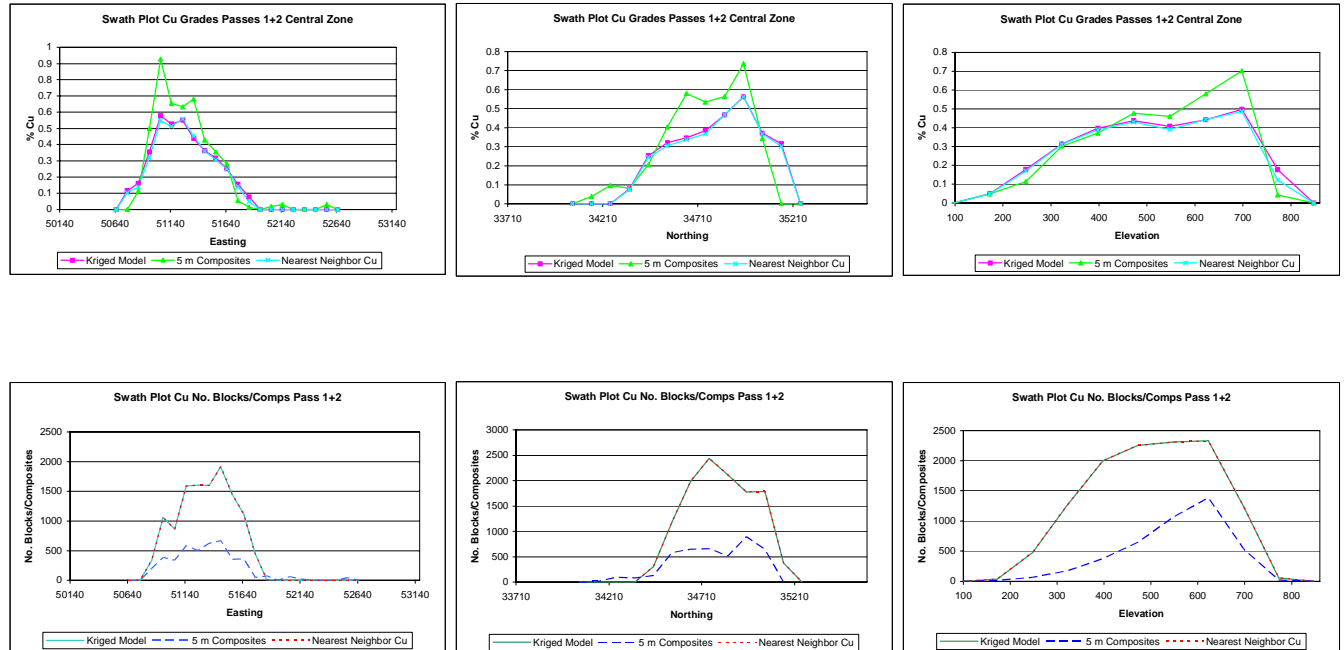 Swath Plot Cu Grades Passes 1+2 Central Zone
% Cu
1
0.9
0.8
0.7
0.6
0.5
0.4
0.3
0.2
0.1
0
50140 50640 51140 51640 52140 52640 53140
Easting
Kriged Model 5 m Composites Nearest Neighbor Cu
Swath Plot Cu Grades Passes 1+2 Central Zone
% Cu
0.8
0.7
0.6
0.5
0.4
0.3
0.2
0.1
0
33710 34210 34710 35210
Northing
Kriged Model 5 m Composites Nearest Neighbor Cu
Swath Plot Cu Grades Passes 1+2 Central Zone
% Cu
0.8
0.7
0.6
0.5
0.4
0.3
0.2
0.1
0
100 200 300 400 500 600 700 800
Elevation
Kriged Model 5 m Composites Nearest Neighbor Cu
Swath Plot Cu No. Blocks/Comps Pass 1+2
No. Blocks/Composites
2500
2000
1500
1000
500
0
50140 50640 51140 51640 52140 52640 53140
Easting
Kriged Model 5 m Composites Nearest Neighbor Cu
Swath Plot Cu No. Blocks/Comps Pass 1+2
No. Blocks/Composites
3000
2500
2000
1500
1000
500
0
33710 34210 34710 35210
Northing
Kriged Model 5 m Composites Nearest Neighbor Cu
Swath Plot Cu No. Blocks/Comps Pass 1+2
No. Blocks/Composites
2500
2000
1500
1000
500
0
100 200 300 400 500 600 700 800
Elevation
Kriged Model 5 m Composites Nearest Neighbor Cu